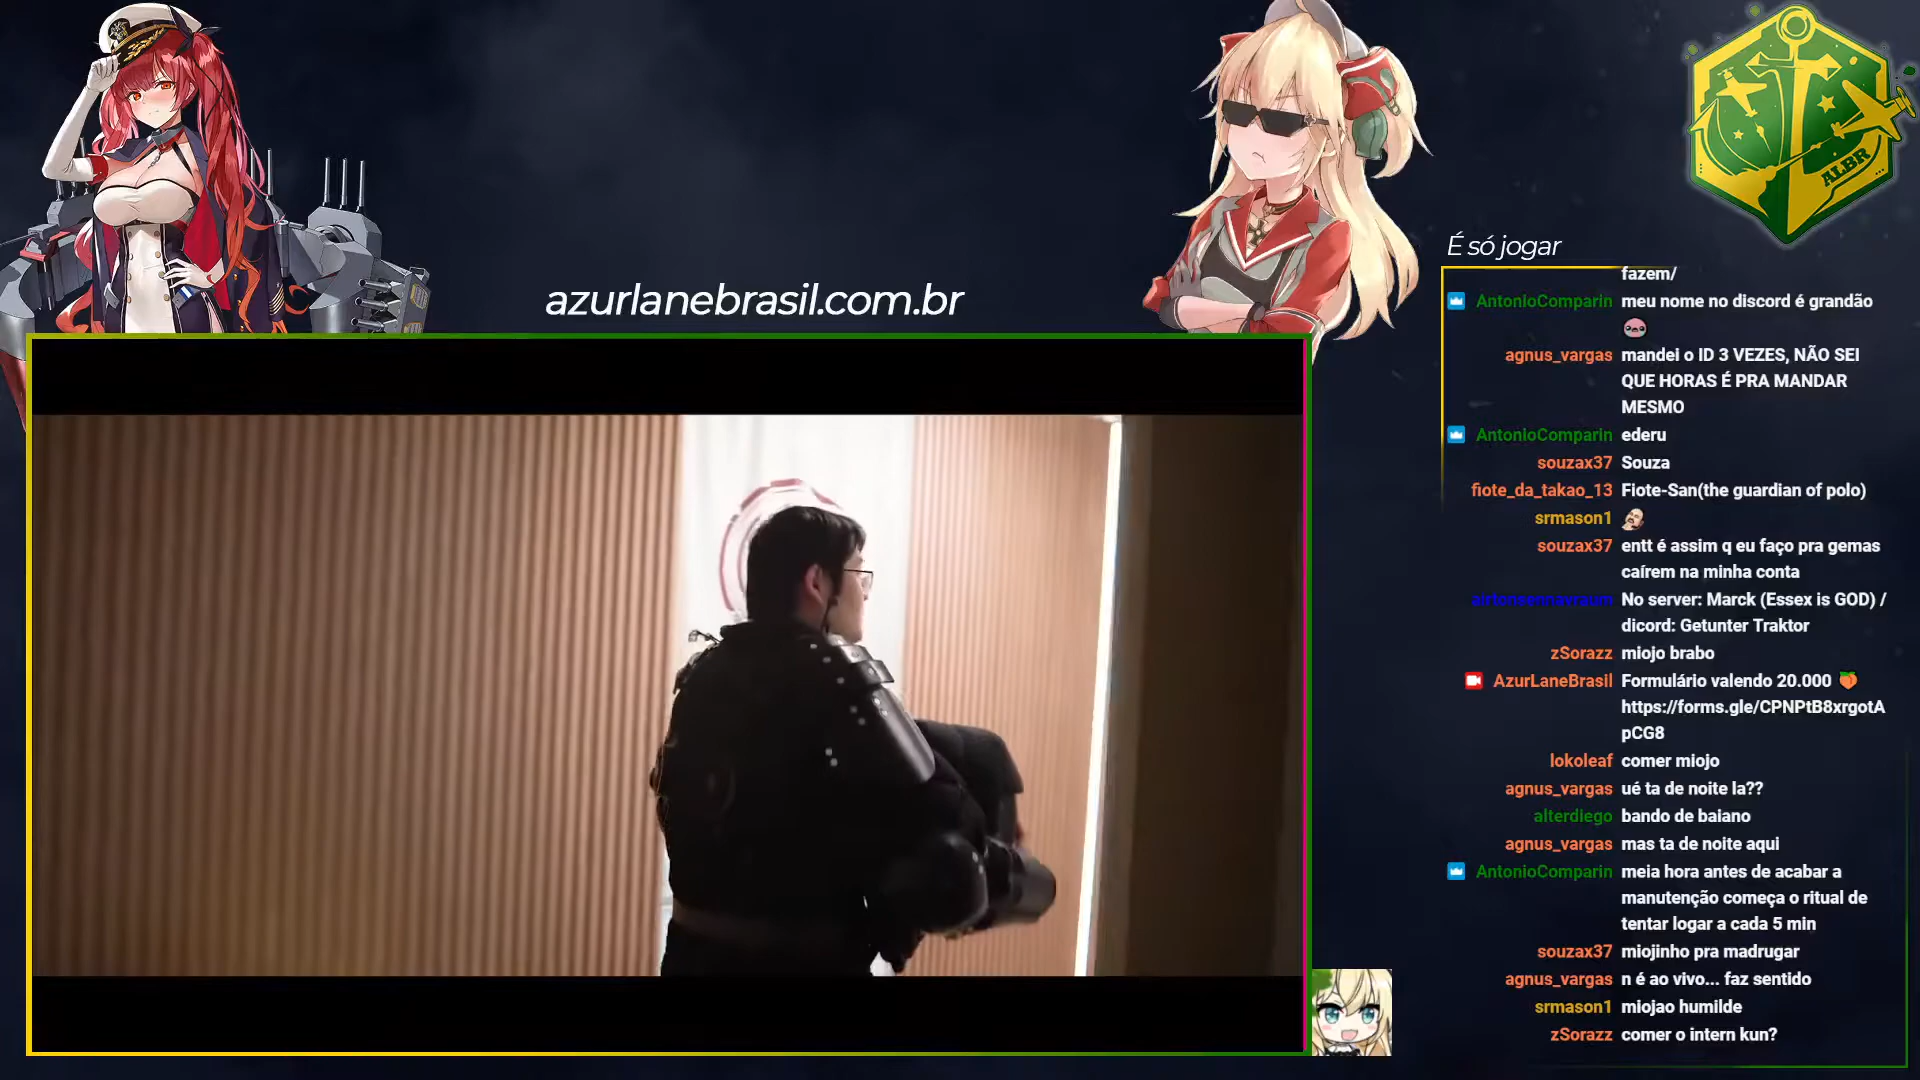 ALBR
É só jogar
azurlanebrasil.com.br
fazem/
AntonioComparin meu nome no discord é grandão
agnus_vargas mandei o ID 3 VEZES, NÃO SEI
QUE HORAS É PRA MANDAR
MESMO
AntonioComparin ederu
souzax37 Souza
fiote_da_takao_13 Fiote-San(the guardian of polo)
srmason1
souzax37 entt é assim q eu faço pra gemas
caírem na minha conta
airtonsennavraum No server: Marck (Essex is GOD) /
dicord: Getunter Traktor
zSorazz miojo brabo
AzurLaneBrasil Formulário valendo 20.000
https://forms.gle/CPNPtB8xrgotA
pCG8
lokoleaf comer miojo
agnus_vargas ué ta de noite la??
alterdiego bando de baiano
agnus_vargas mas ta de noite aqui
AntonioComparin meia hora antes de acabar a
manutenção começa o ritual de
tentar logar a cada 5 min
souzax37 miojinho pra madrugar
agnus_vargas n é ao vivo... faz sentido
srmason1 miojao humilde
zSorazz comer o intern kun?